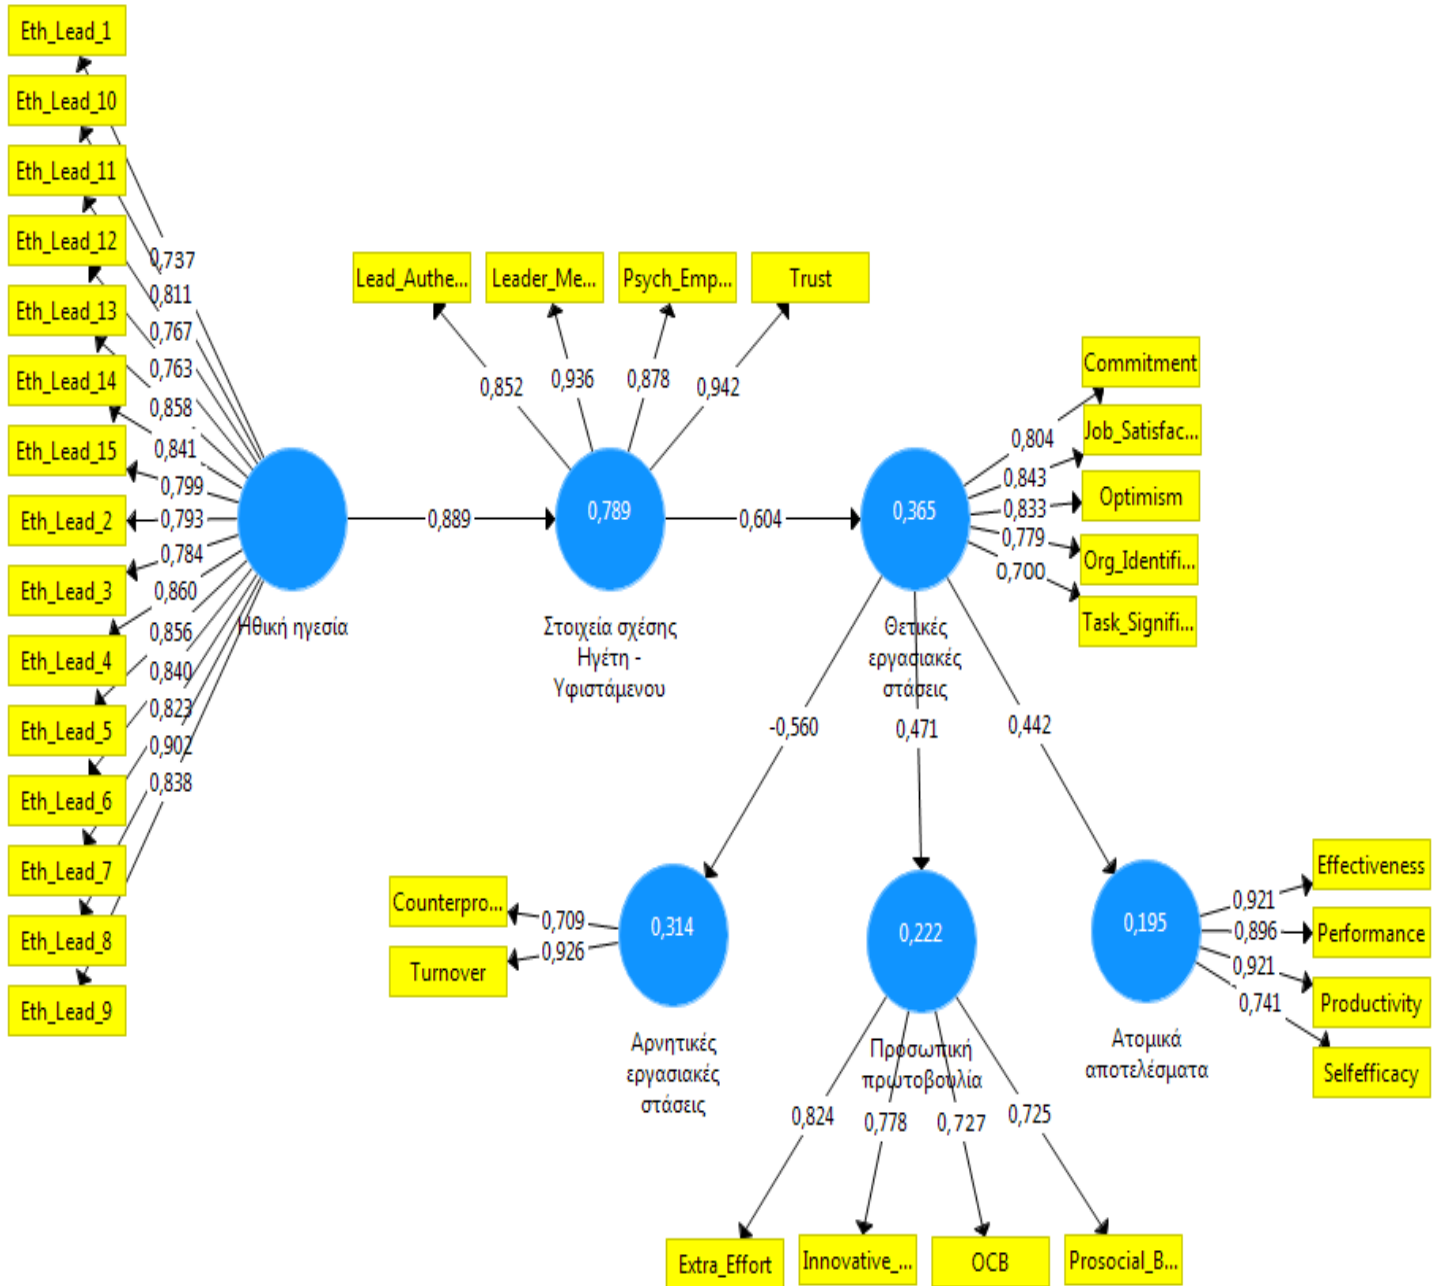 Eth_Lead_1
Eth_Lead_10
Eth_Lead_11
Eth_Lead_12
Eth_Lead_13
Eth_Lead_14
Eth_Lead_15
Eth_Lead_2
Eth_Lead_3
Eth_Lead_4
Eth_Lead_5
Eth_Lead_6
Eth_Lead_7
Eth_Lead_8
Eth_Lead_9
0,737
0,811
0,767
0,763
0,858
0,841
0,799
0,793
0,784
0,860
0,856
0,840
0,823
0,902
0,838
Ηθική ηγεσία
0,889
Lead_Authe...
Leader_Me...
Psych_Emp...
Trust
0,852
0,936
0,878
0,942
0,789
Στοιχεία σχέσης
Ηγέτη -
Υφιστάμενου
0,604
0,365
Θετικές
εργασιακές
στάσεις
0,804
0,843
0,833
0,779
0,700
Commitment
Job_Satisfac...
Optimism
Org_Identifi...
Task_Signifi...
-0,560
0,471
0,442
Counterpro...
Turnover
0,709
0,926
0,314
Αρνητικές
εργασιακές
στάσεις
0,222
Προσωπική
πρωτοβουλία
0,824
0,778
0,727
0,725
Extra_Effort
Innovative_...
OCB
Prosocial_B...
0,195
Ατομικά
αποτελέσματα
0,921
0,896
0,921
0,741
Effectiveness
Performance
Productivity
Selfefficacy